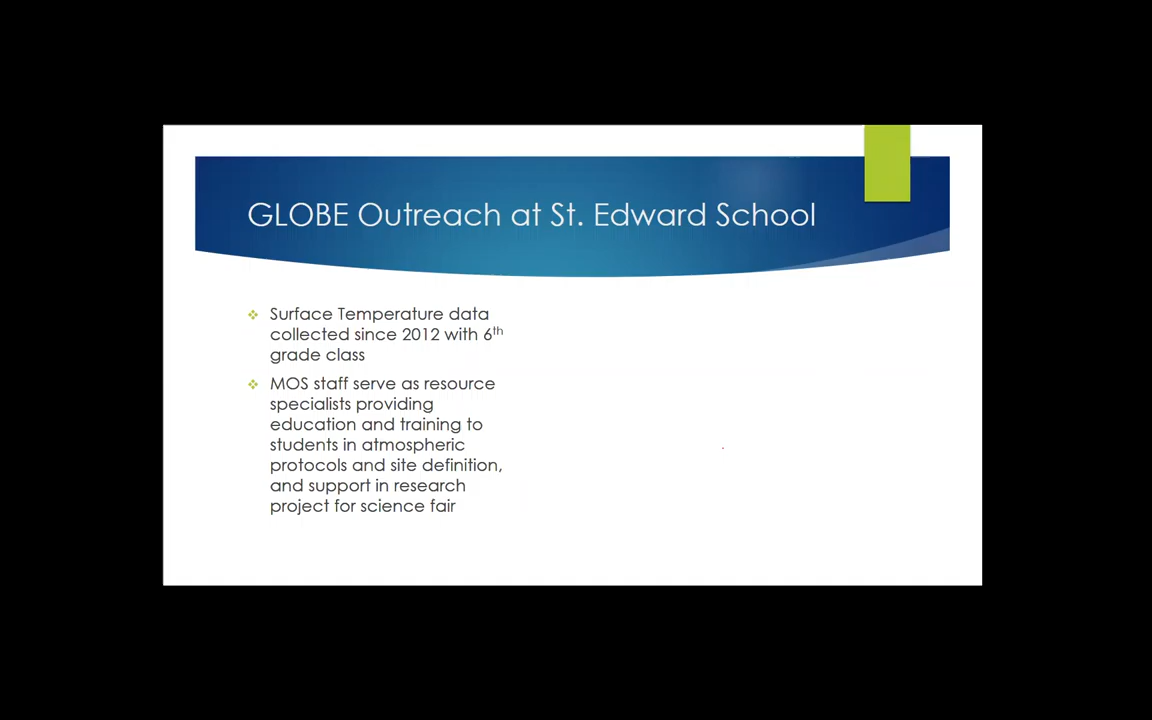 GLOBE Outreach at St. Edward School
Surface Temperature data
collected since 2012 with 6th
grade class
MOS staff serve as resource
specialists providing
education and training to
students in atmospheric
protocols and site definition,
and support in research
project for science fair